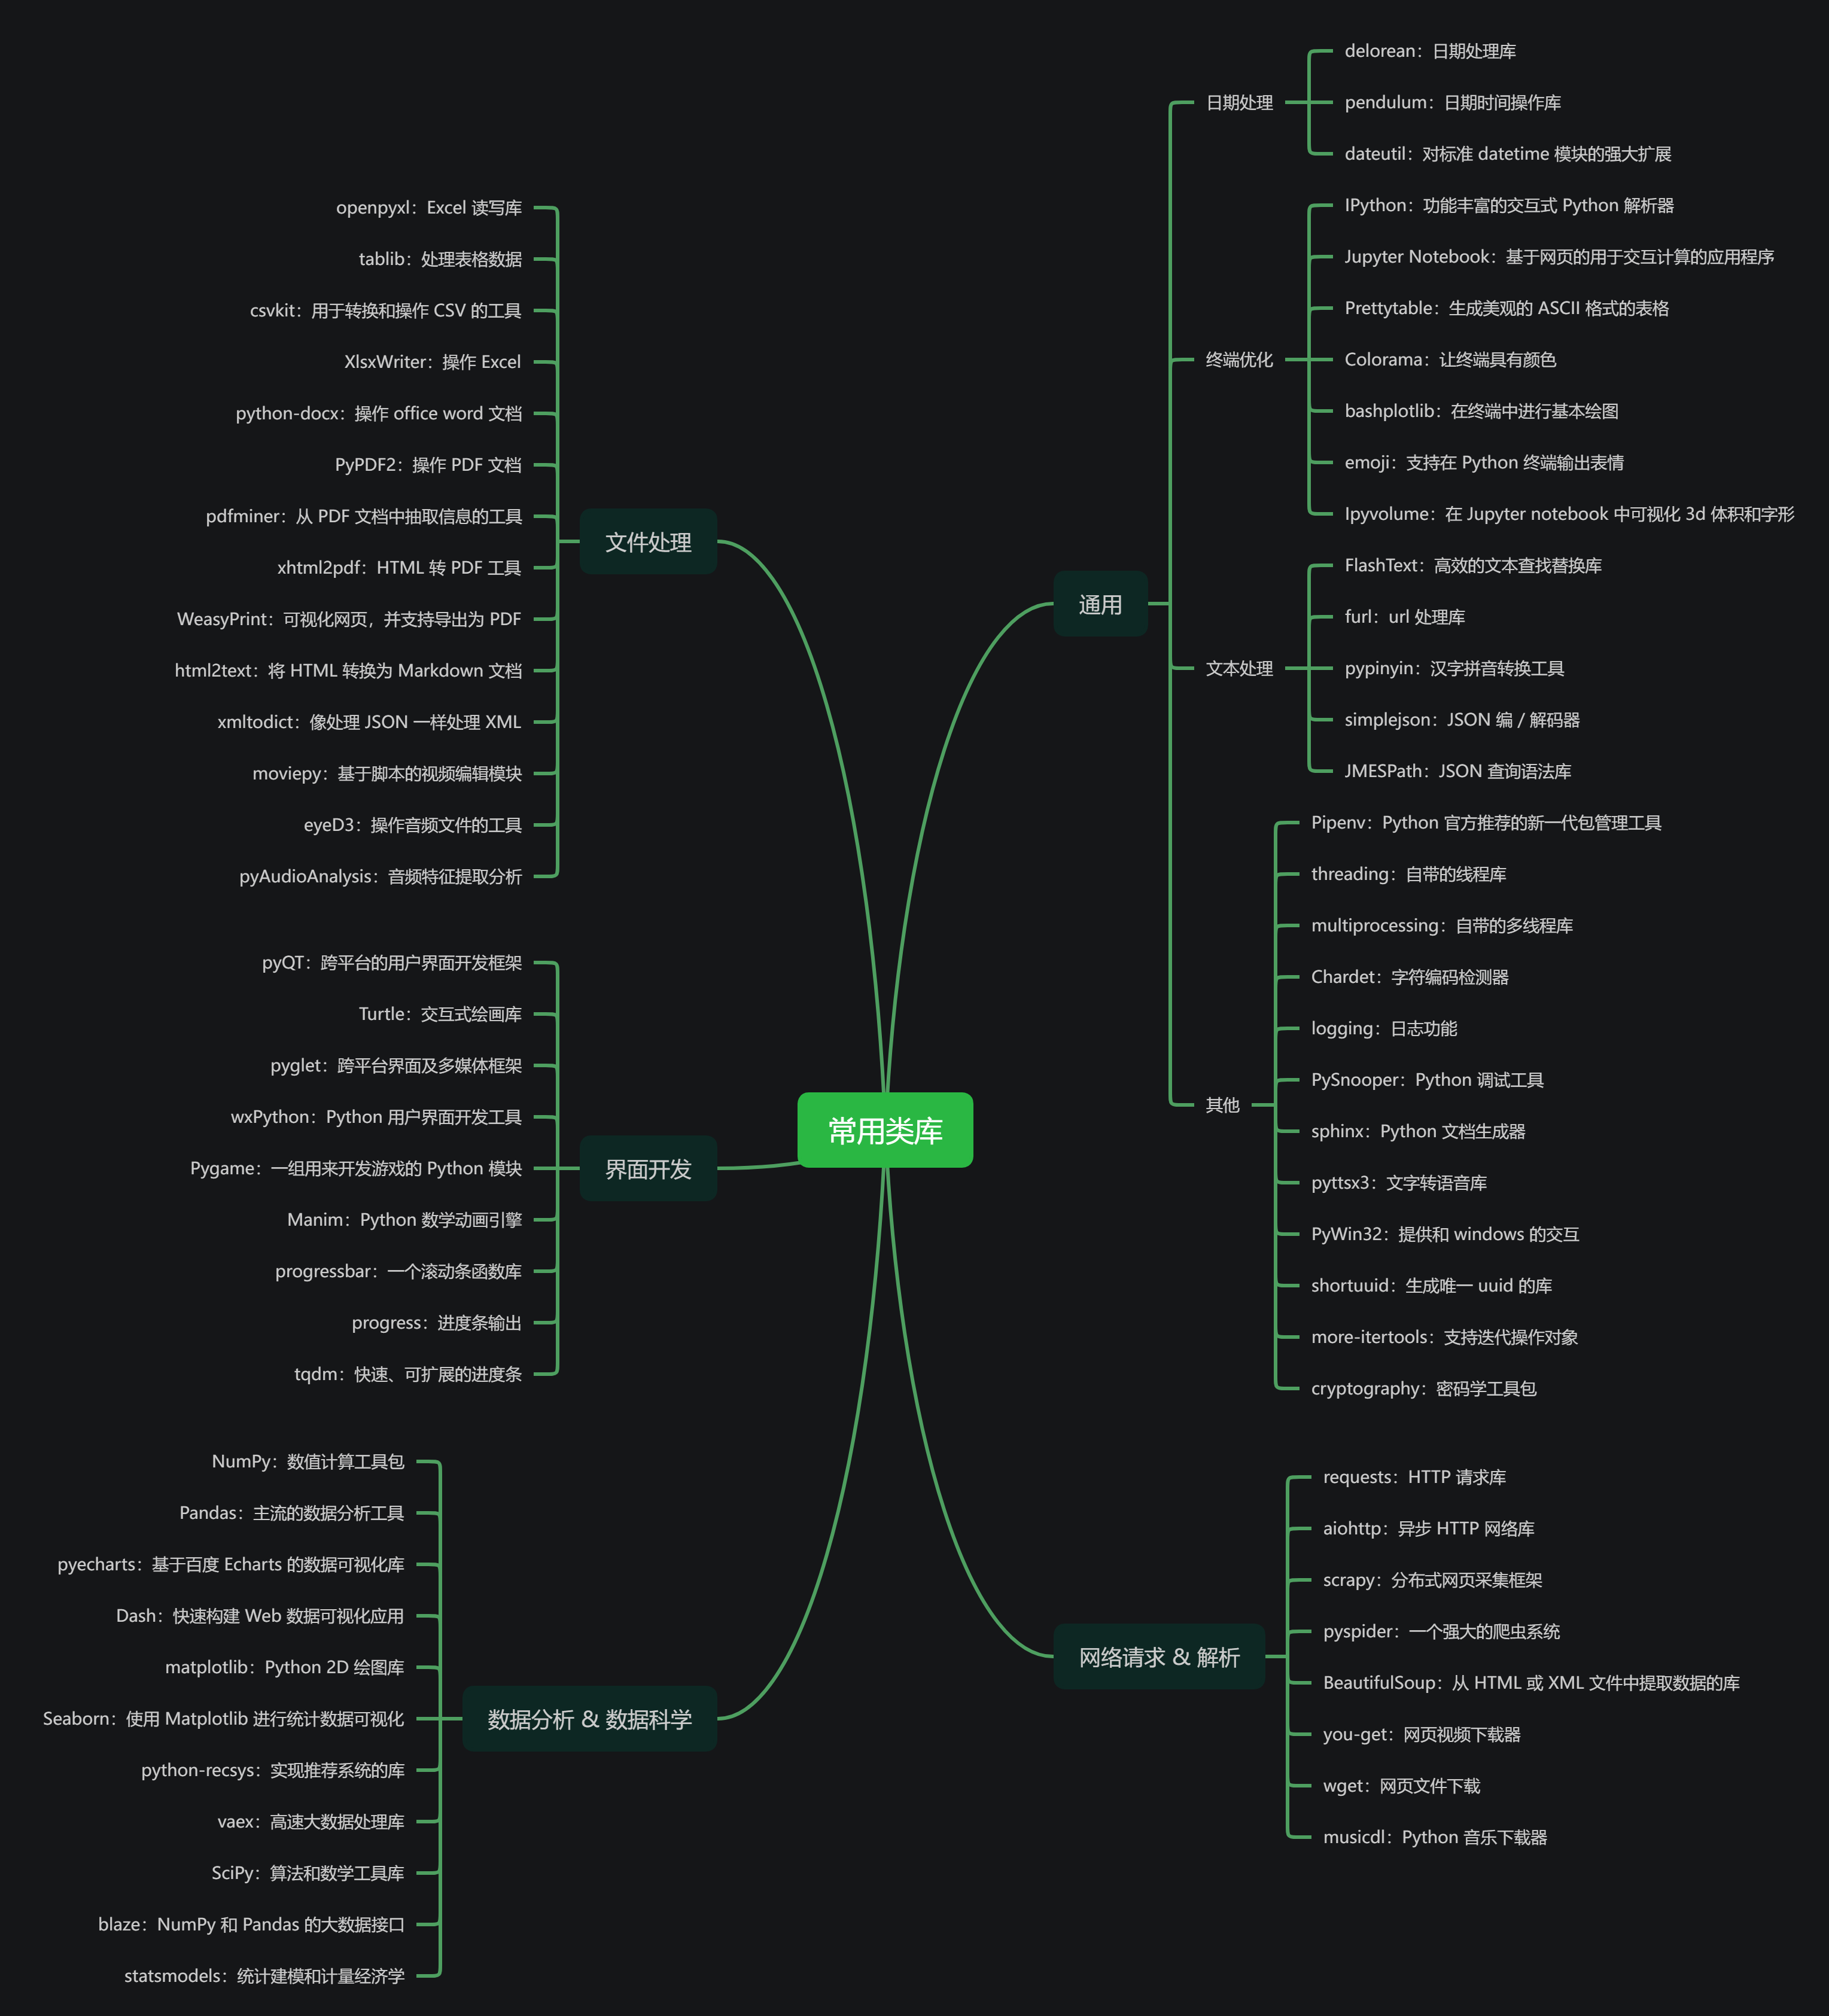 常用类库
通用
日期处理
delorean：日期处理库
pendulum：日期时间操作库
dateutil：对标准 datetime 模块的强大扩展
终端优化
IPython：功能丰富的交互式 Python 解析器
Jupyter Notebook：基于网页的用于交互计算的应用程序
Prettytable：生成美观的 ASCII 格式的表格
Colorama：让终端具有颜色
bashplotlib：在终端中进行基本绘图
emoji：支持在 Python 终端输出表情
Ipyvolume：在 Jupyter notebook 中可视化 3d 体积和字形
文本处理
FlashText：高效的文本查找替换库
furl：url 处理库
pypinyin：汉字拼音转换工具
simplejson：JSON 编 / 解码器
JMESPath：JSON 查询语法库
其他
Pipenv：Python 官方推荐的新一代包管理工具
threading：自带的线程库
multiprocessing：自带的多线程库
Chardet：字符编码检测器
logging：日志功能
PySnooper：Python 调试工具
sphinx：Python 文档生成器
pyttsx3：文字转语音库
PyWin32：提供和 windows 的交互
shortuuid：生成唯一 uuid 的库
more-itertools：支持迭代操作对象
cryptography：密码学工具包
网络请求 & 解析
requests：HTTP 请求库
aiohttp：异步 HTTP 网络库
scrapy：分布式网页采集框架
pyspider：一个强大的爬虫系统
BeautifulSoup：从 HTML 或 XML 文件中提取数据的库
you-get：网页视频下载器
wget：网页文件下载
musicdl：Python 音乐下载器
文件处理
openpyxl：Excel 读写库
tablib：处理表格数据
csvkit：用于转换和操作 CSV 的工具
XlsxWriter：操作 Excel
python-docx：操作 office word 文档
PyPDF2：操作 PDF 文档
pdfminer：从 PDF 文档中抽取信息的工具
xhtml2pdf：HTML 转 PDF 工具
WeasyPrint：可视化网页，并支持导出为 PDF
html2text：将 HTML 转换为 Markdown 文档
xmltodict：像处理 JSON 一样处理 XML
moviepy：基于脚本的视频编辑模块
eyeD3：操作音频文件的工具
pyAudioAnalysis：音频特征提取分析
界面开发
pyQT：跨平台的用户界面开发框架
Turtle：交互式绘画库
pyglet：跨平台界面及多媒体框架
wxPython：Python 用户界面开发工具
Pygame：一组用来开发游戏的 Python 模块
Manim：Python 数学动画引擎
progressbar：一个滚动条函数库
progress：进度条输出
tqdm：快速、可扩展的进度条
数据分析 & 数据科学
NumPy：数值计算工具包
Pandas：主流的数据分析工具
pyecharts：基于百度 Echarts 的数据可视化库
Dash：快速构建 Web 数据可视化应用
matplotlib：Python 2D 绘图库
Seaborn：使用 Matplotlib 进行统计数据可视化
python-recsys：实现推荐系统的库
vaex：高速大数据处理库
SciPy：算法和数学工具库
blaze：NumPy 和 Pandas 的大数据接口
statsmodels：统计建模和计量经济学